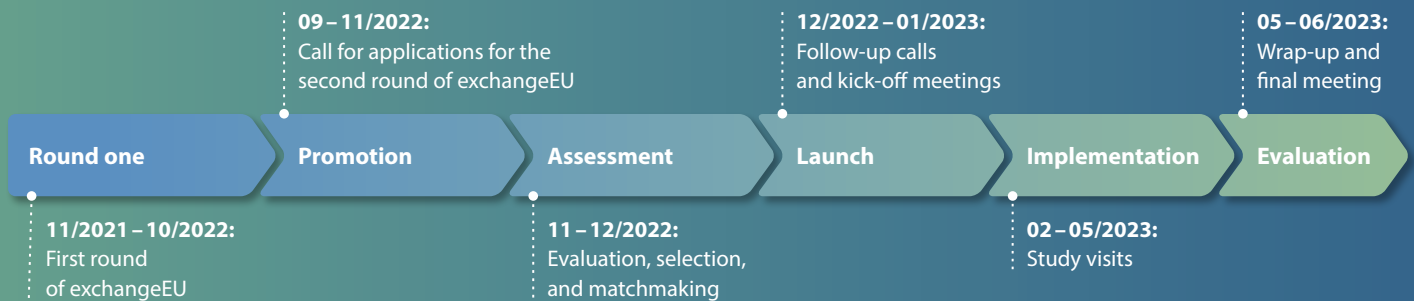 09 – 11/2022:
Call for applications for the
second round of exchangeEU
12/2022 – 01/2023:
Follow-up calls
and kick-off meetings
05 – 06/2023:
Wrap-up and
final meeting
Round one
Promotion
Assessment
Launch
Implementation
Evaluation
11/2021 – 10/2022:
First round
of exchangeEU
11 – 12/2022:
Evaluation, selection,
and matchmaking
02 – 05/2023:
Study visits